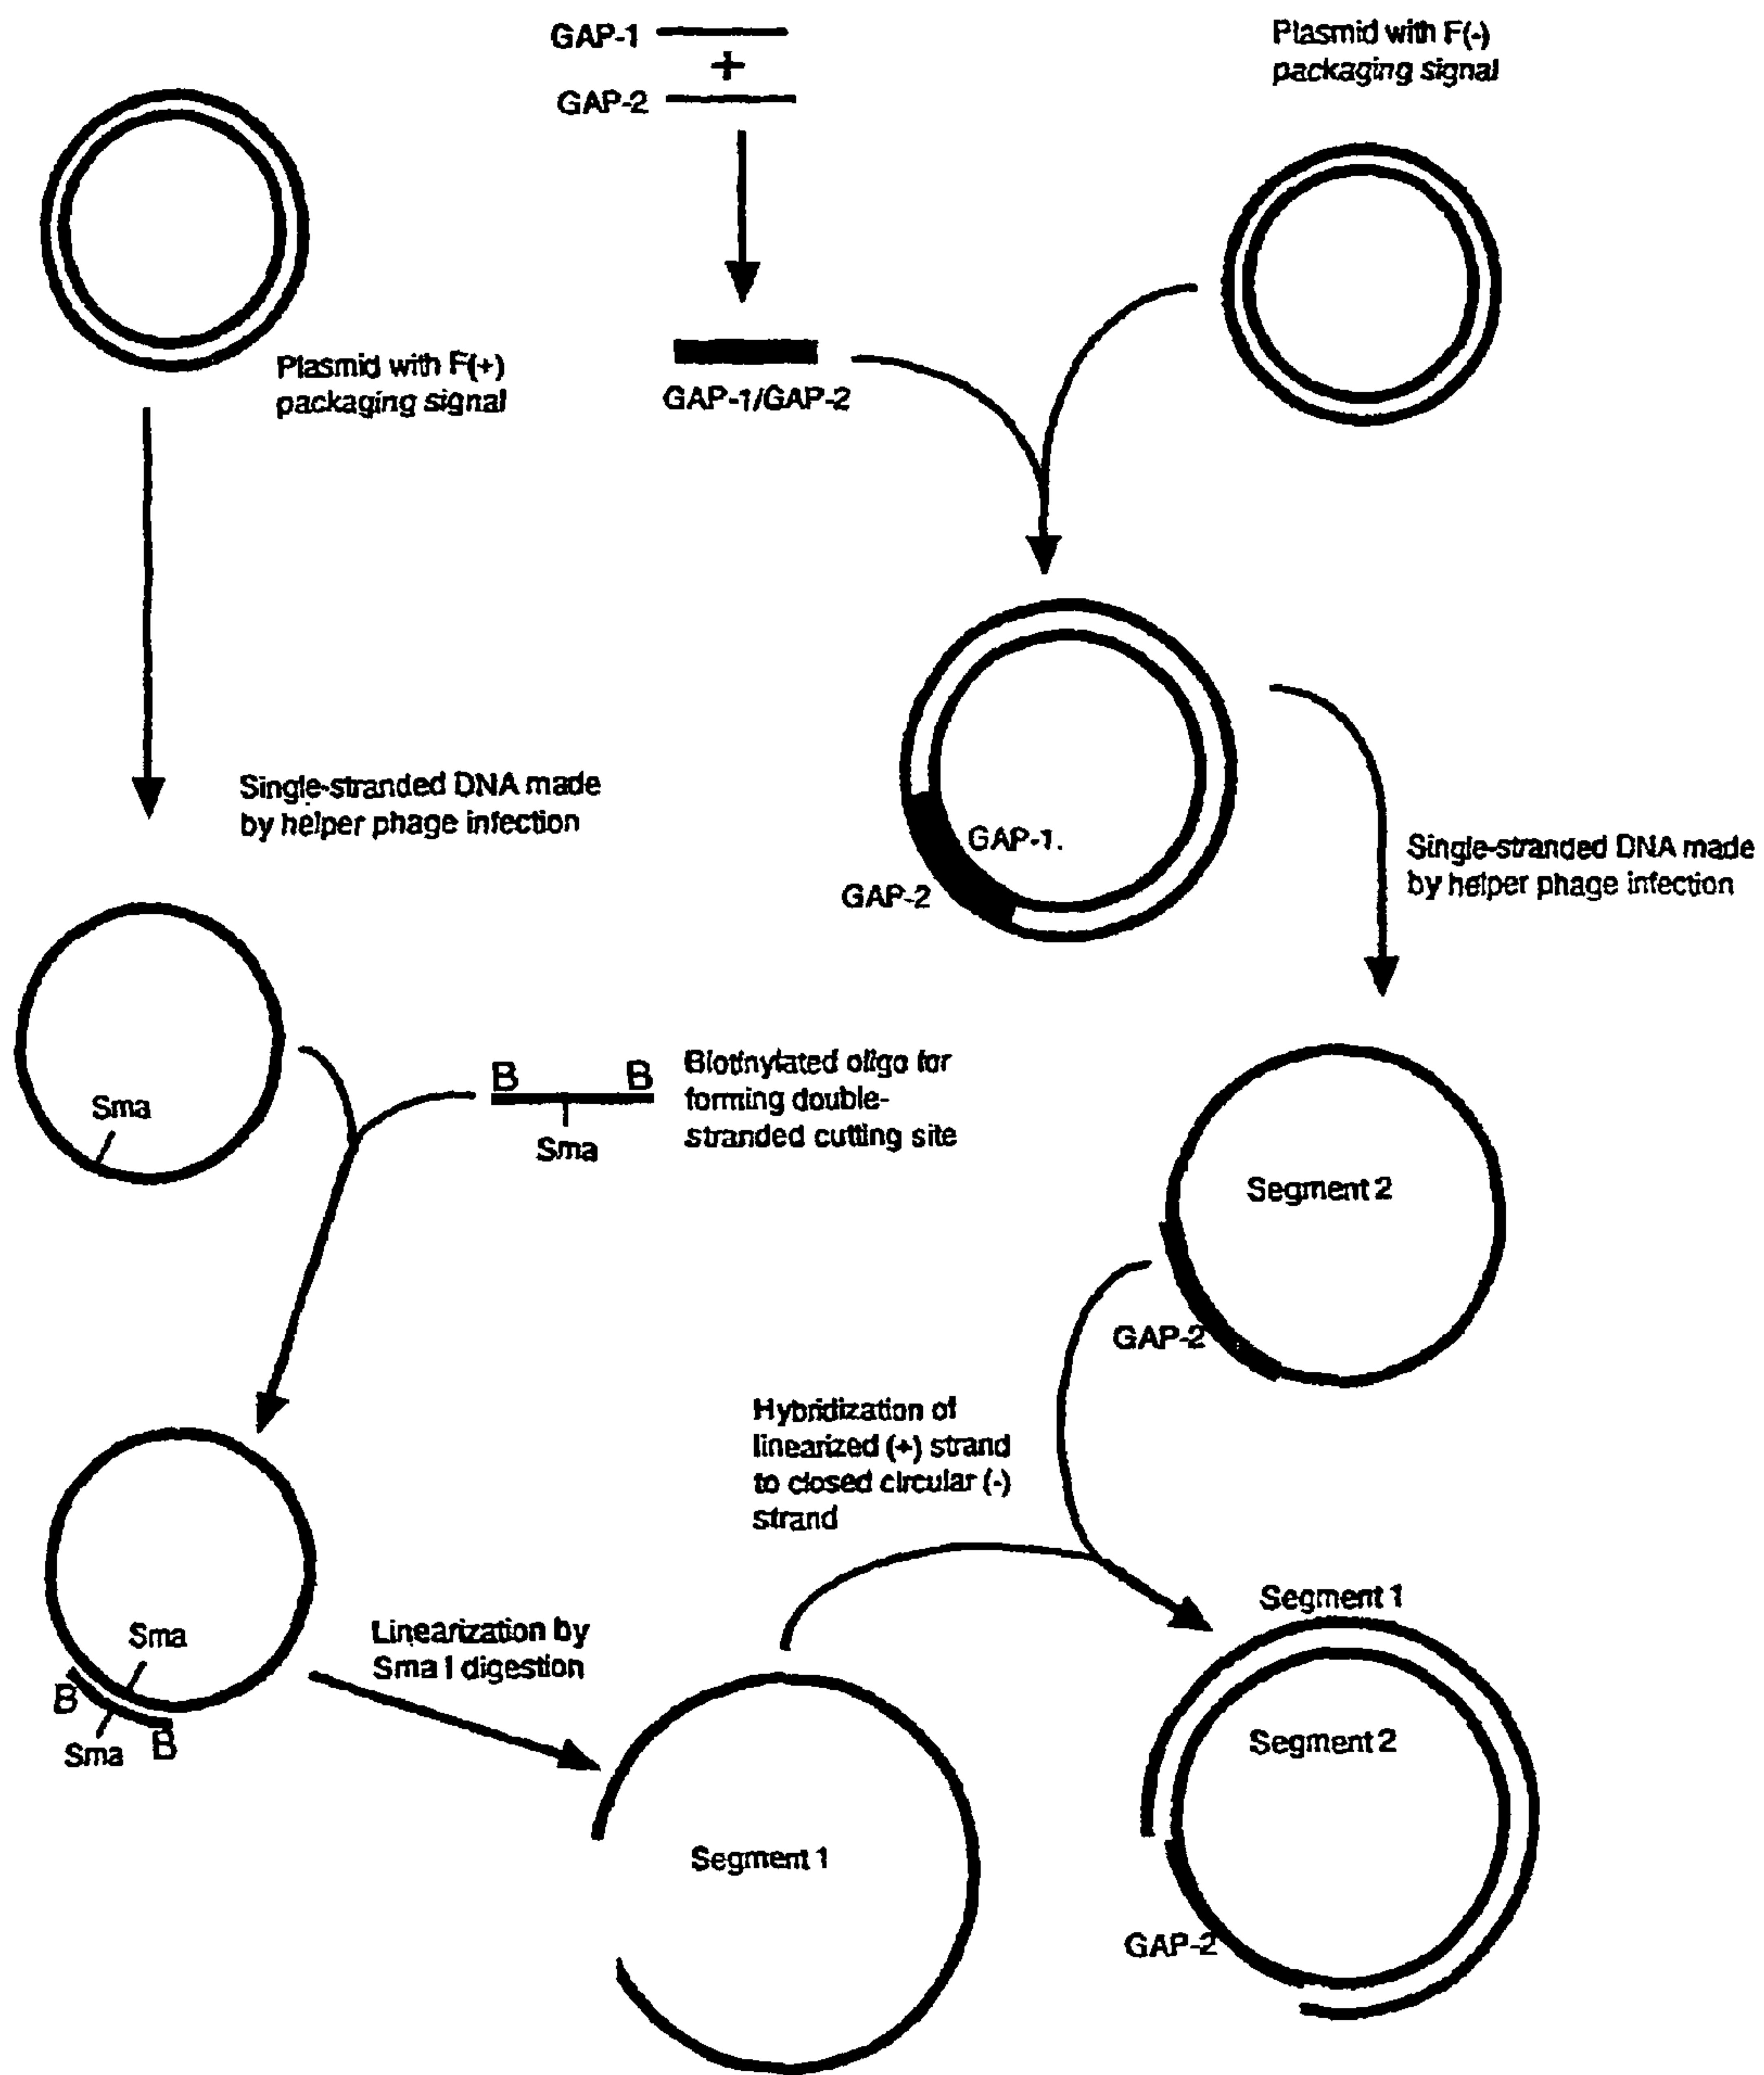 GAP-1
+
GAP-2
Plasmid with F(-)
packaging signal
Plasmid with F(+)
packaging signal
GAP-1/GAP-2
Single-stranded DNA made
by helper phage infection
GAP-1.
GAP-2
Single-stranded DNA made
by helper phage infection
Sma
B
B
Sma
Biotinylated oligo for
forming double-
stranded cutting site
Segment 2
GAP-2
Hybridization of
linearized (+) strand
to closed circular (-)
strand
Sma
B
Sma
B
Linearization by
Sma I digestion
Segment 1
Segment 1
Segment 2
GAP-2